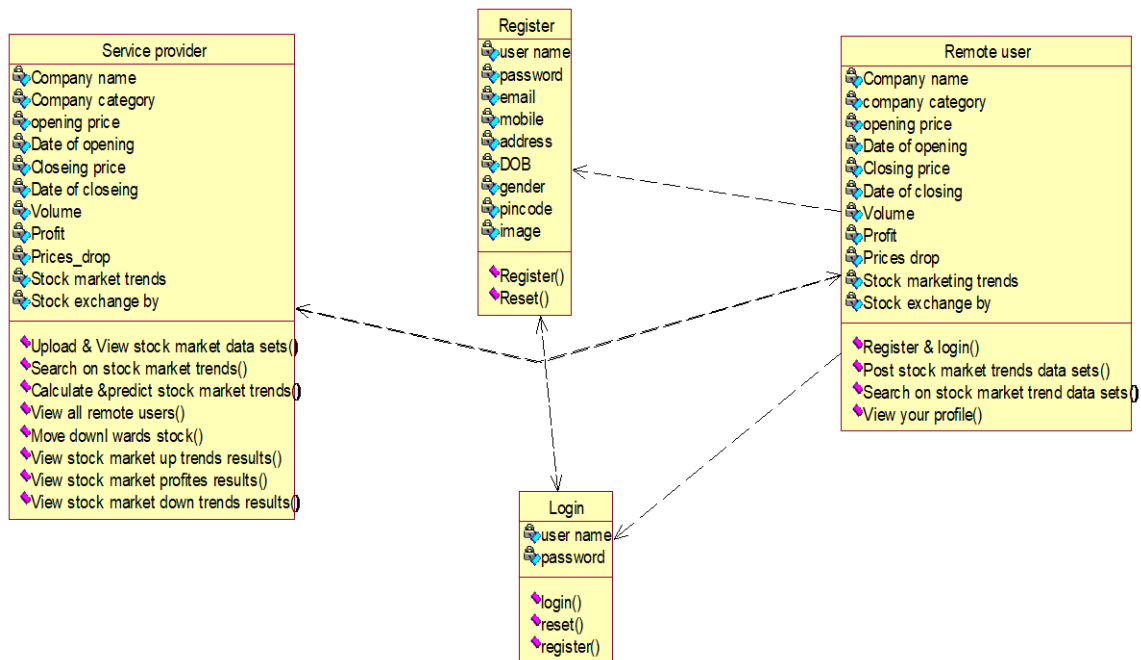 Service provider
Company name
Company category
opening price
Date of opening
Closeing price
Date of closeing
Volume
Profit
Prices_drop
Stock market trends
Stock exchange by
Upload & View stock market data sets()
Search on stock market trends()
Calculate &predict stock market trends()
View all remote users()
Move downl wards stock()
View stock market up trends results()
View stock market profites results()
View stock market down trends results()
Register
user name
password
email
mobile
address
DOB
gender
pincode
image
Register()
Reset()
Login
user name
password
login()
reset()
register()
Remote user
Company name
company category
opening price
Date of opening
Closing price
Date of closing
Volume
Profit
Prices drop
Stock marketing trends
Stock exchange by
Register & login()
Post stock market trends data sets()
Search on stock market trend data sets()
View your profile()